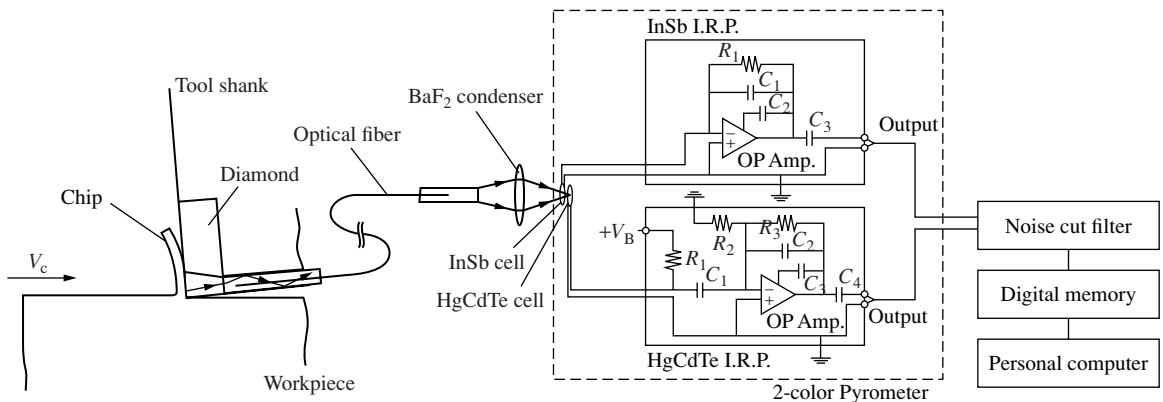 InSb I.R.P.
R₁
C₁
C₂
C₃
−
+
OP Amp.
Output
Tool shank
BaF₂ condenser
Optical fiber
Diamond
Chip
V_c
InSb cell
HgCdTe cell
Workpiece
+V_B
R₂
R₃
R₁
C₂
C₁
C₃
C₄
−
+
OP Amp.
Output
HgCdTe I.R.P.
2-color Pyrometer
Noise cut filter
Digital memory
Personal computer